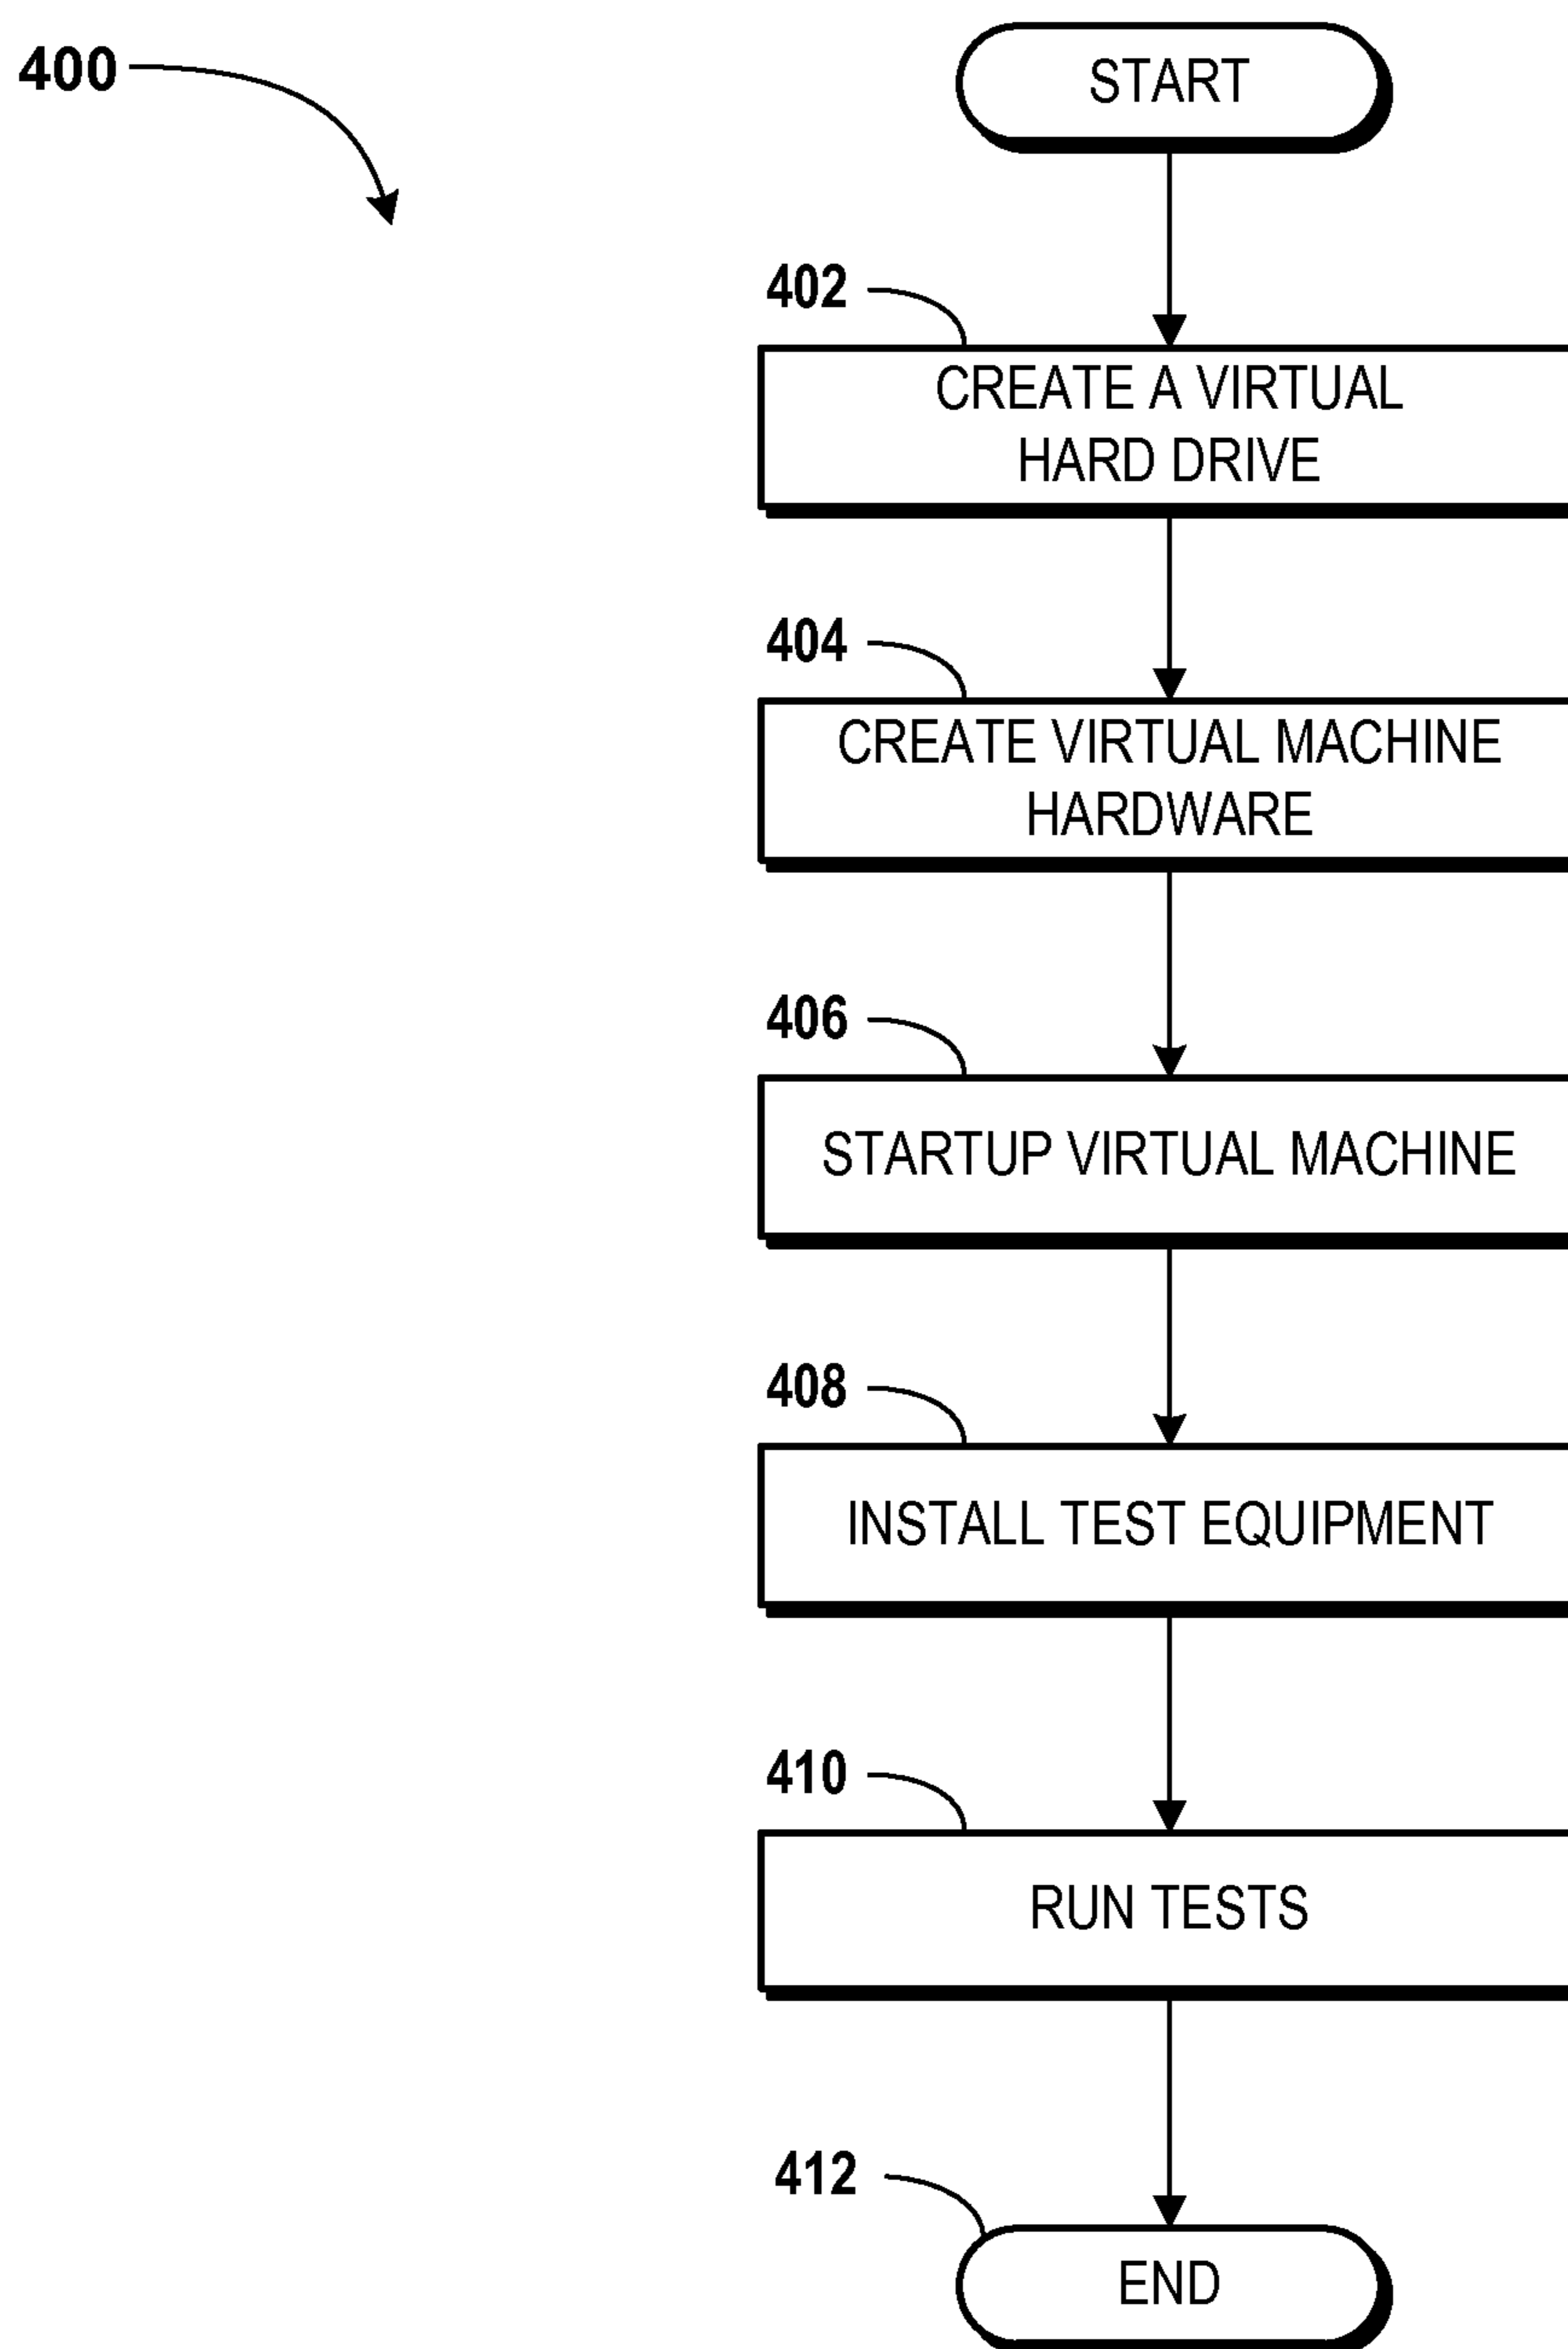 400
START
402
CREATE A VIRTUAL
HARD DRIVE
404
CREATE VIRTUAL MACHINE
HARDWARE
406
STARTUP VIRTUAL MACHINE
408
INSTALL TEST EQUIPMENT
410
RUN TESTS
412
END